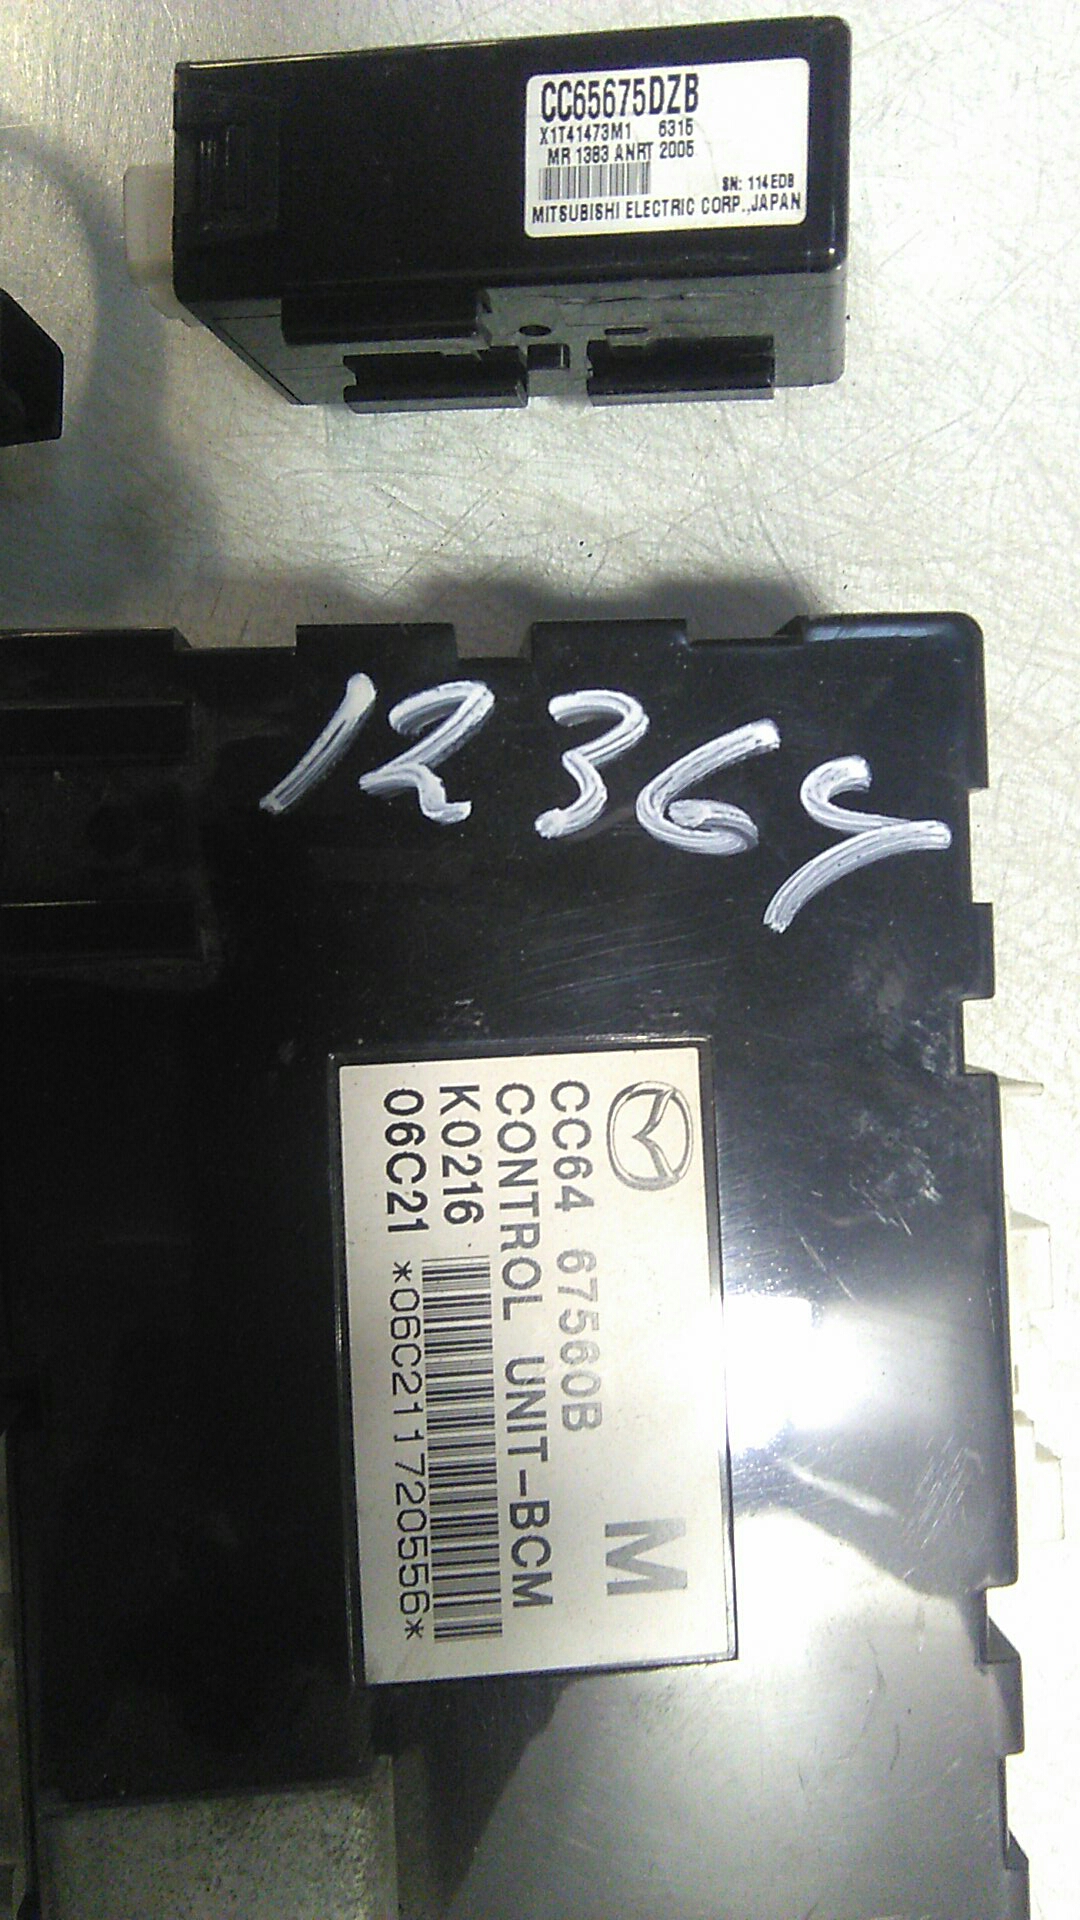 CC65675DZB
X1T41473M1 6315
MR 1383 ANRT 2005
SN: 114EDB
MITSUBISHI ELECTRIC CORP.,JAPAN
12365
M
CC64 67560B
CONTROL UNIT-BCM
K0216
06C21 *06C211720556*